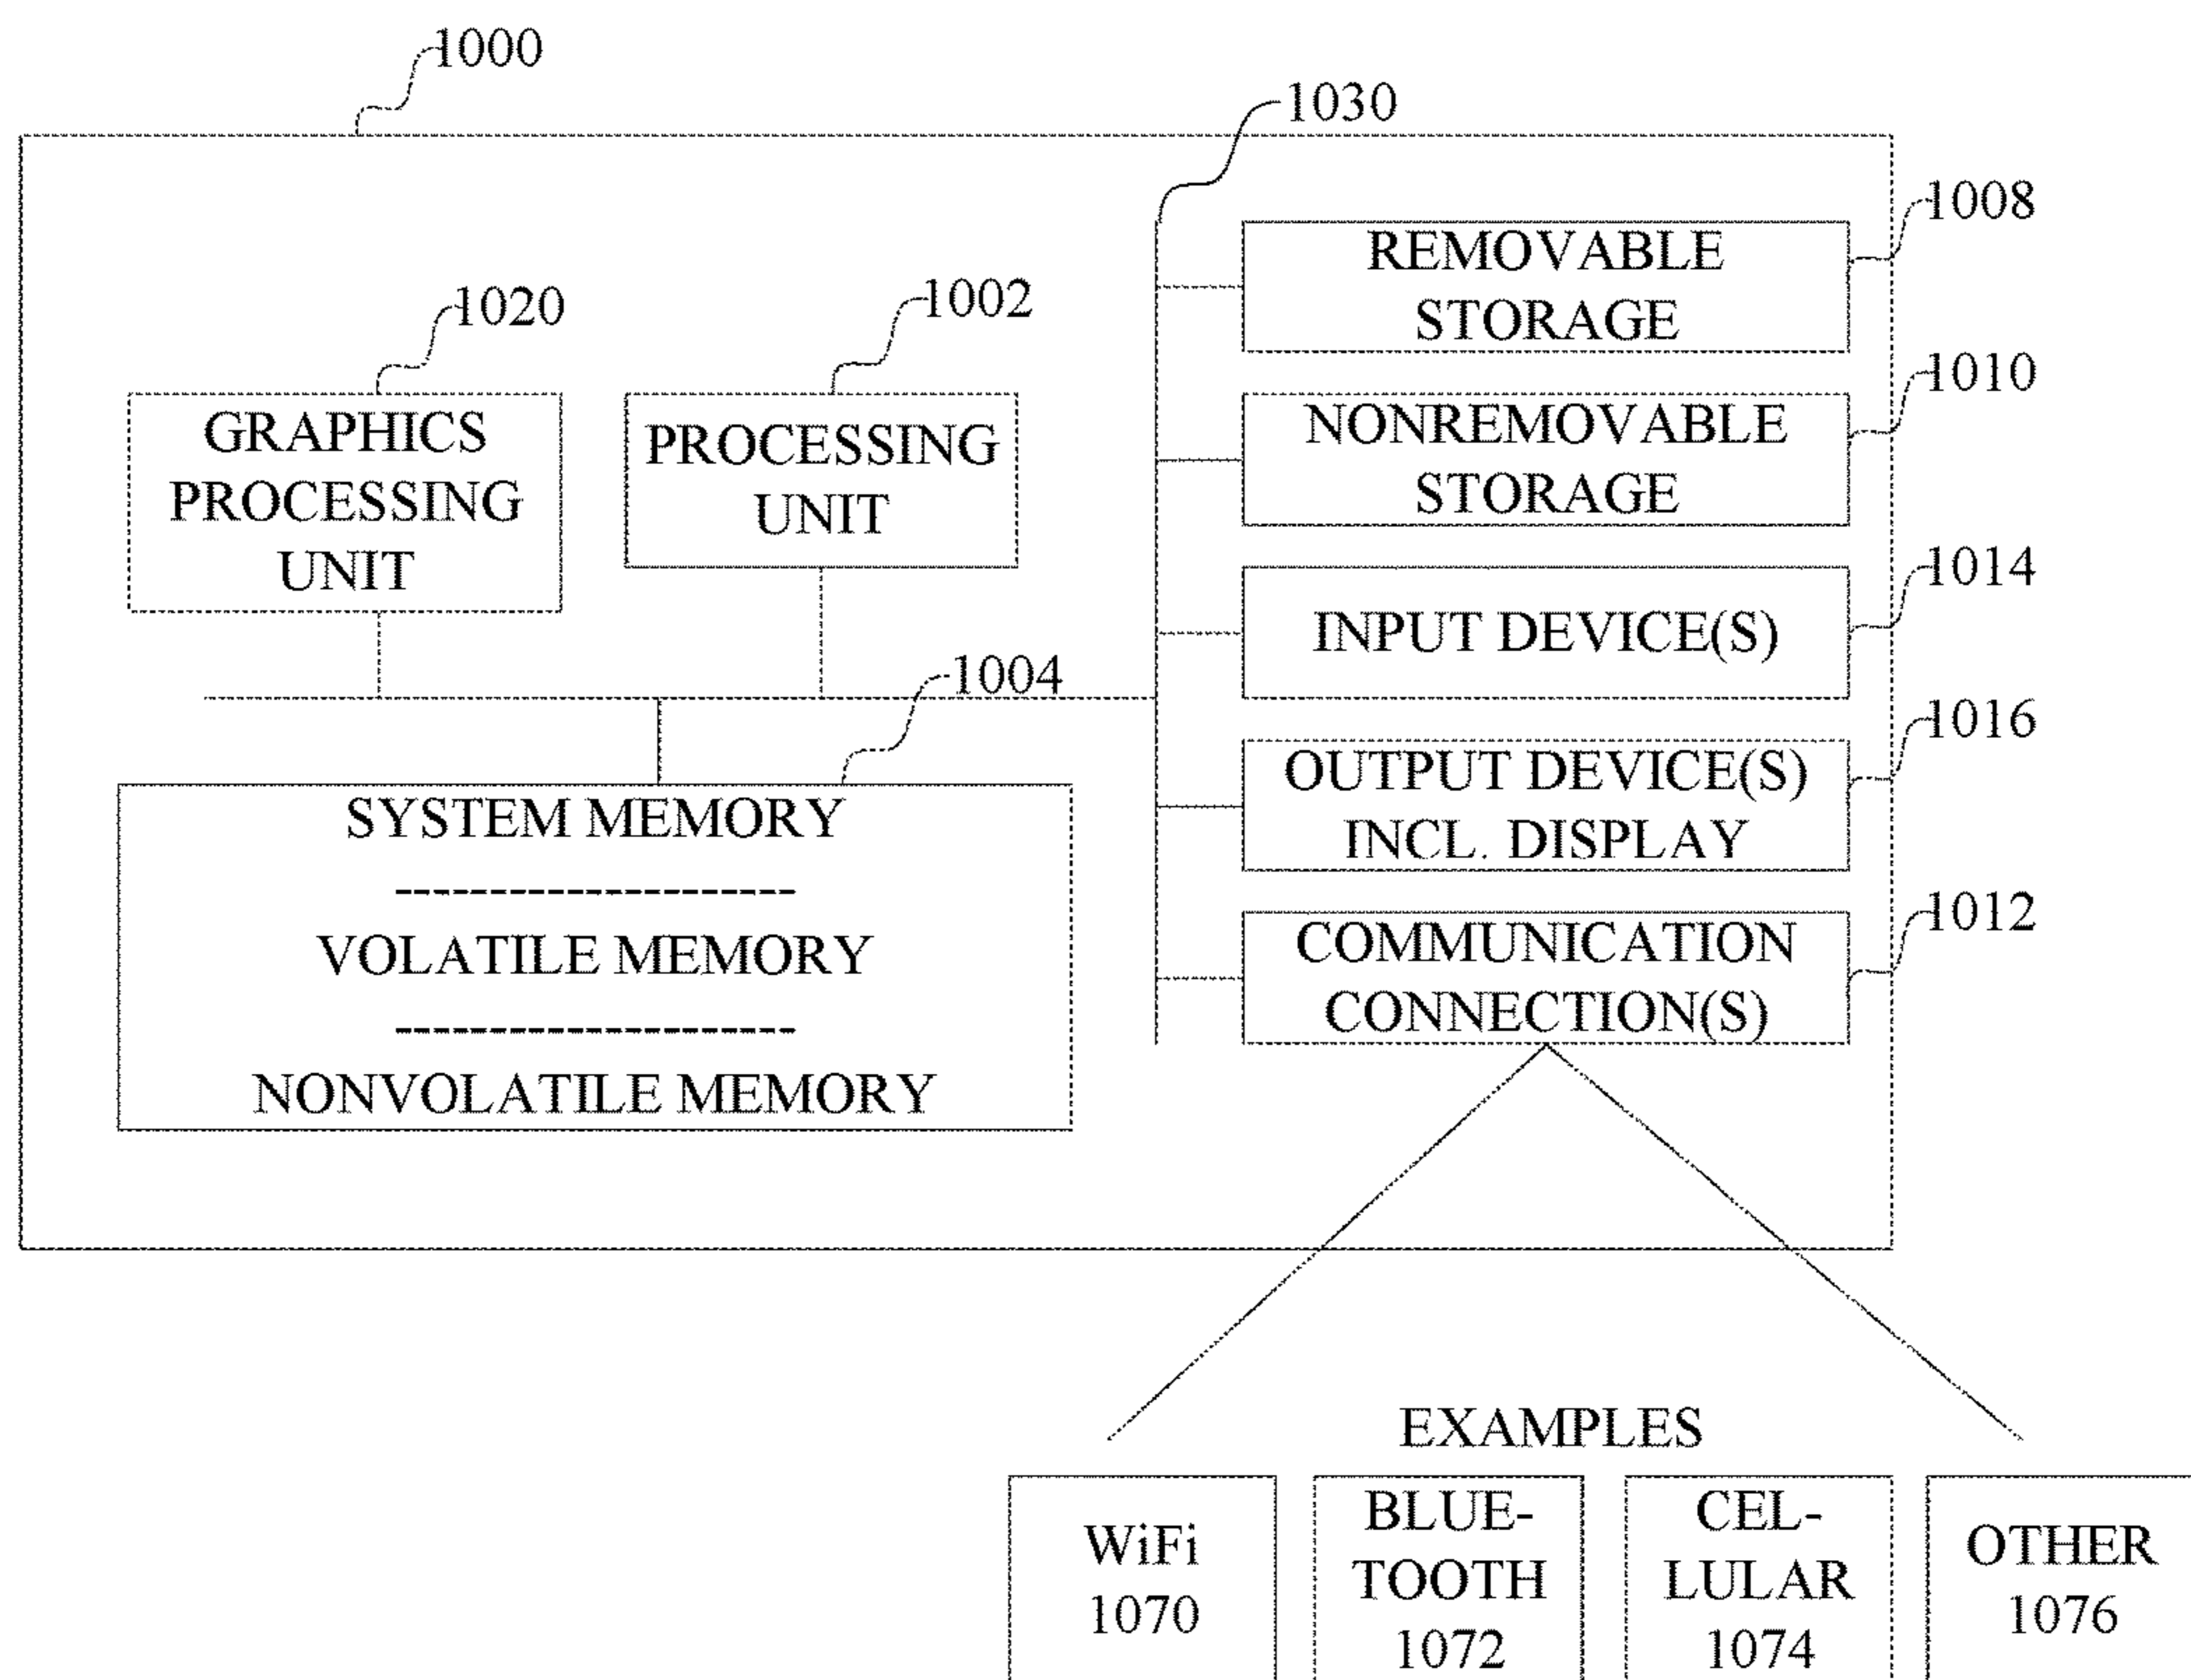 1000
1030
1008
REMOVABLE
STORAGE
1020
1002
1010
GRAPHICS
PROCESSING
UNIT
PROCESSING
UNIT
NONREMOVABLE
STORAGE
1014
INPUT DEVICE(S)
1004
1016
SYSTEM MEMORY
VOLATILE MEMORY
NONVOLATILE MEMORY
OUTPUT DEVICE(S)
INCL. DISPLAY
1012
COMMUNICATION
CONNECTION(S)
EXAMPLES
WiFi
1070
BLUE-
TOOTH
1072
CEL-
LULAR
1074
OTHER
1076